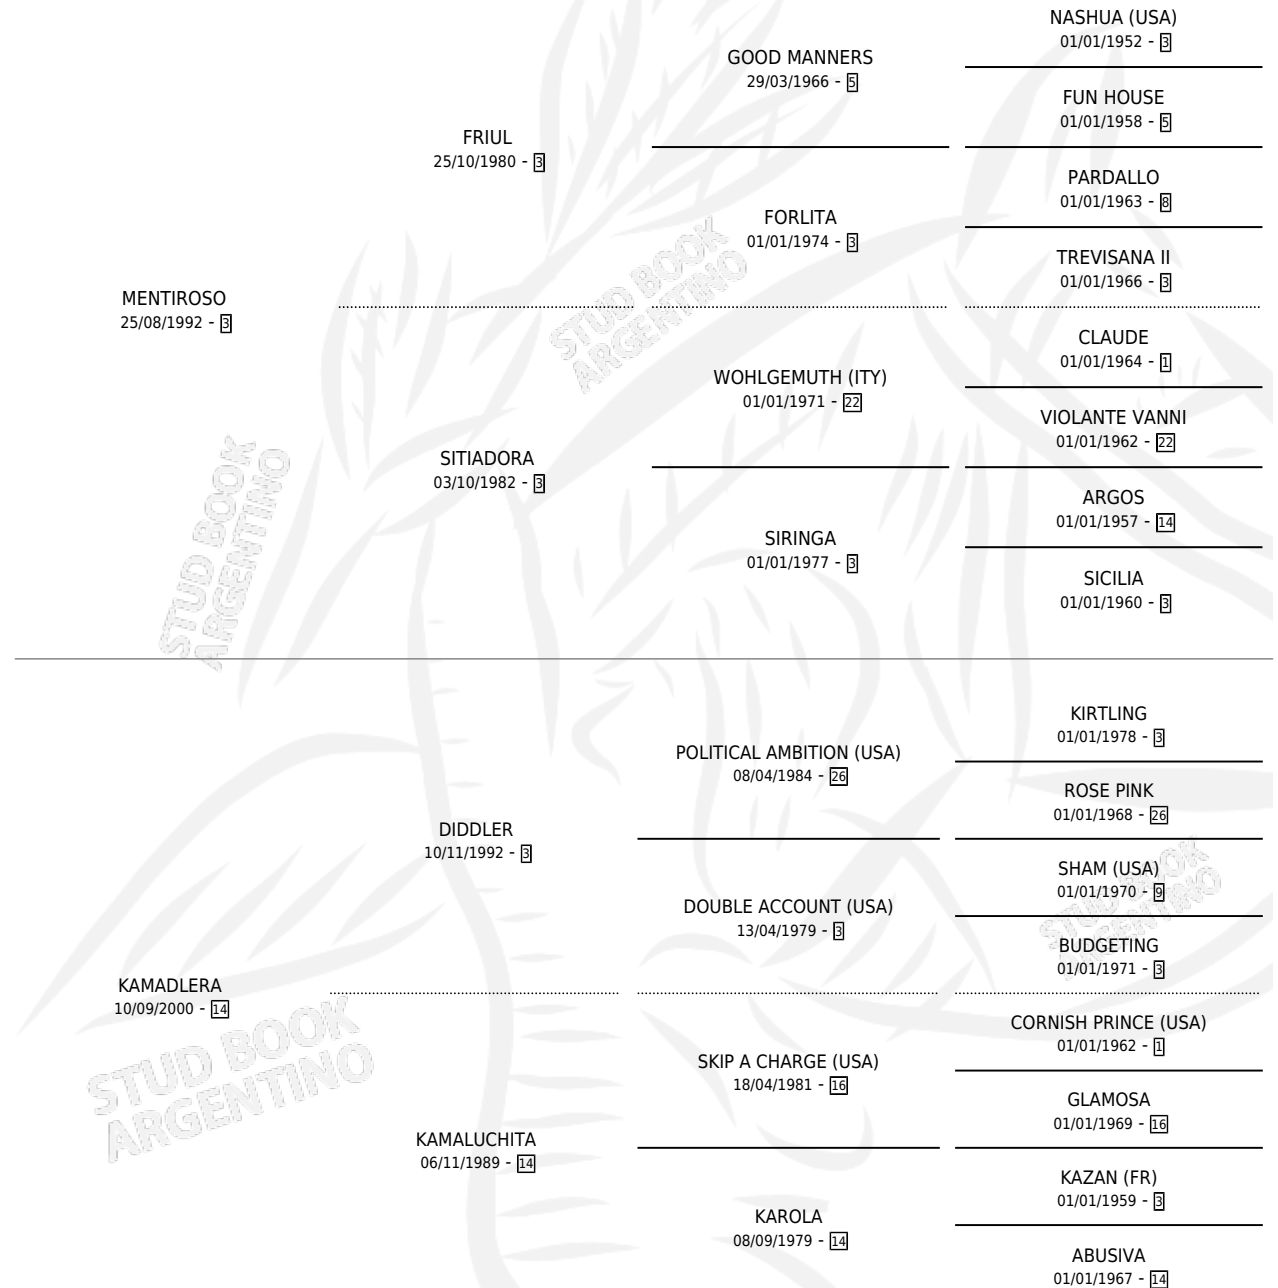 NASHUA (USA)
01/01/1952 - 3
GOOD MANNERS
29/03/1966 - 5
FUN HOUSE
01/01/1958 - 5
FRIUL
25/10/1980 - 3
PARDALLO
01/01/1963 - 8
FORLITA
01/01/1974 - 3
TREVISANA II
01/01/1966 - 3
MENTIROSO
25/08/1992 - 3
CLAUDE
01/01/1964 - 1
WOHLGEMUTH (ITY)
01/01/1971 - 22
VIOLANTE VANNI
01/01/1962 - 22
SITIADORA
03/10/1982 - 3
ARGOS
01/01/1957 - 14
SIRINGA
01/01/1977 - 3
SICILIA
01/01/1960 - 3
KIRTLING
01/01/1978 - 3
POLITICAL AMBITION (USA)
08/04/1984 - 26
ROSE PINK
01/01/1968 - 26
DIDDLER
10/11/1992 - 3
SHAM (USA)
01/01/1970 - 9
DOUBLE ACCOUNT (USA)
13/04/1979 - 3
BUDGETING
01/01/1971 - 3
KAMADLERA
10/09/2000 - 14
CORNISH PRINCE (USA)
01/01/1962 - 1
SKIP A CHARGE (USA)
18/04/1981 - 16
GLAMOSA
01/01/1969 - 16
KAMALUCHITA
06/11/1989 - 14
KAZAN (FR)
01/01/1959 - 3
KAROLA
08/09/1979 - 14
ABUSIVA
01/01/1967 - 14
STUD BOOK
ARGENTINO
STUD BOOK
ARGENTINO
STUD BOOK
ARGENTINO
STUD BOOK
ARGENTINO